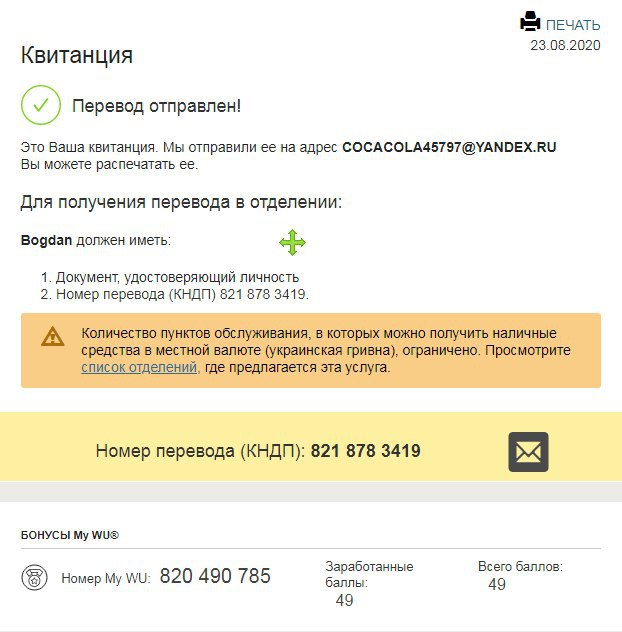 ПЕЧАТЬ
23.08.2020
Квитанция
Перевод отправлен!
Это Ваша квитанция. Мы отправили ее на адрес COCACOLA45797@YANDEX.RU
Вы можете распечатать ее.
Для получения перевода в отделении:
Bogdan должен иметь:
1. Документ, удостоверяющий личность
2. Номер перевода (КНДП) 821 878 3419.
Количество пунктов обслуживания, в которых можно получить наличные
средства в местной валюте (украинская гривна), ограничено. Просмотрите
список отделений, где предлагается эта услуга.
Номер перевода (КНДП): 821 878 3419
БОНУСЫ My WU®
Номер My WU: 820 490 785
Заработанные
баллы:
49
Всего баллов:
49